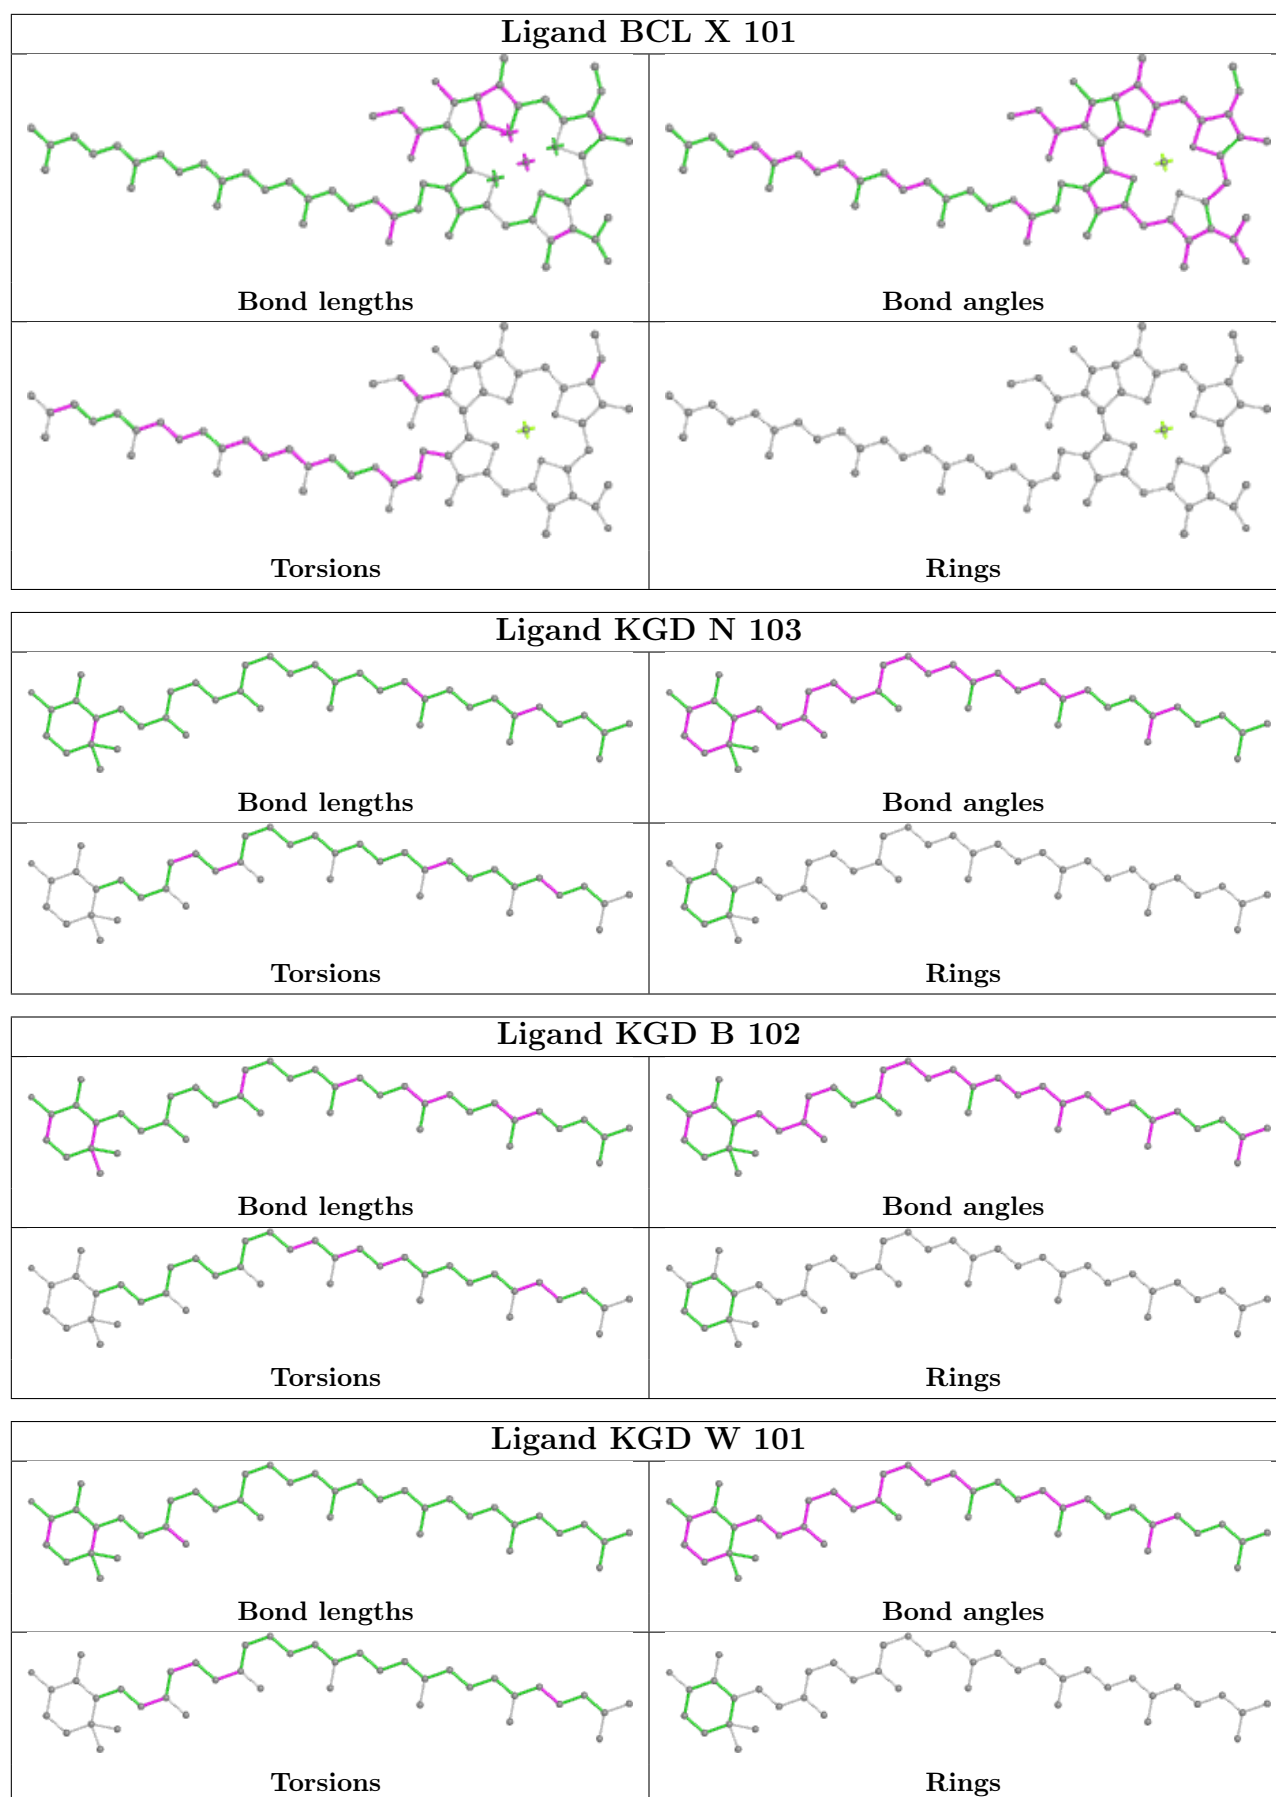 Ligand BCL X 101
Bond lengths
Bond angles
Torsions
Rings
Ligand KGD N 103
Bond lengths
Bond angles
Torsions
Rings
Ligand KGD B 102
Bond lengths
Bond angles
Torsions
Rings
Ligand KGD W 101
Bond lengths
Bond angles
Torsions
Rings